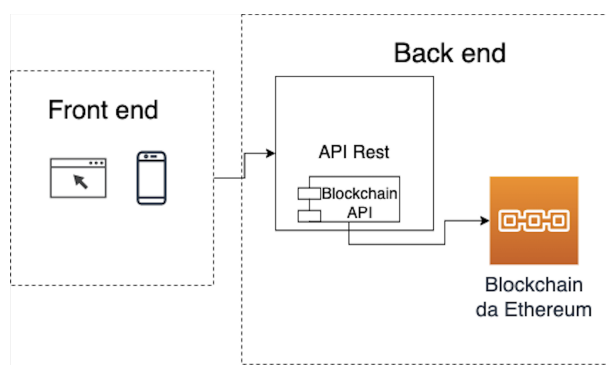 Back end
Front end
API Rest
Blockchain
API
Blockchain
da Ethereum